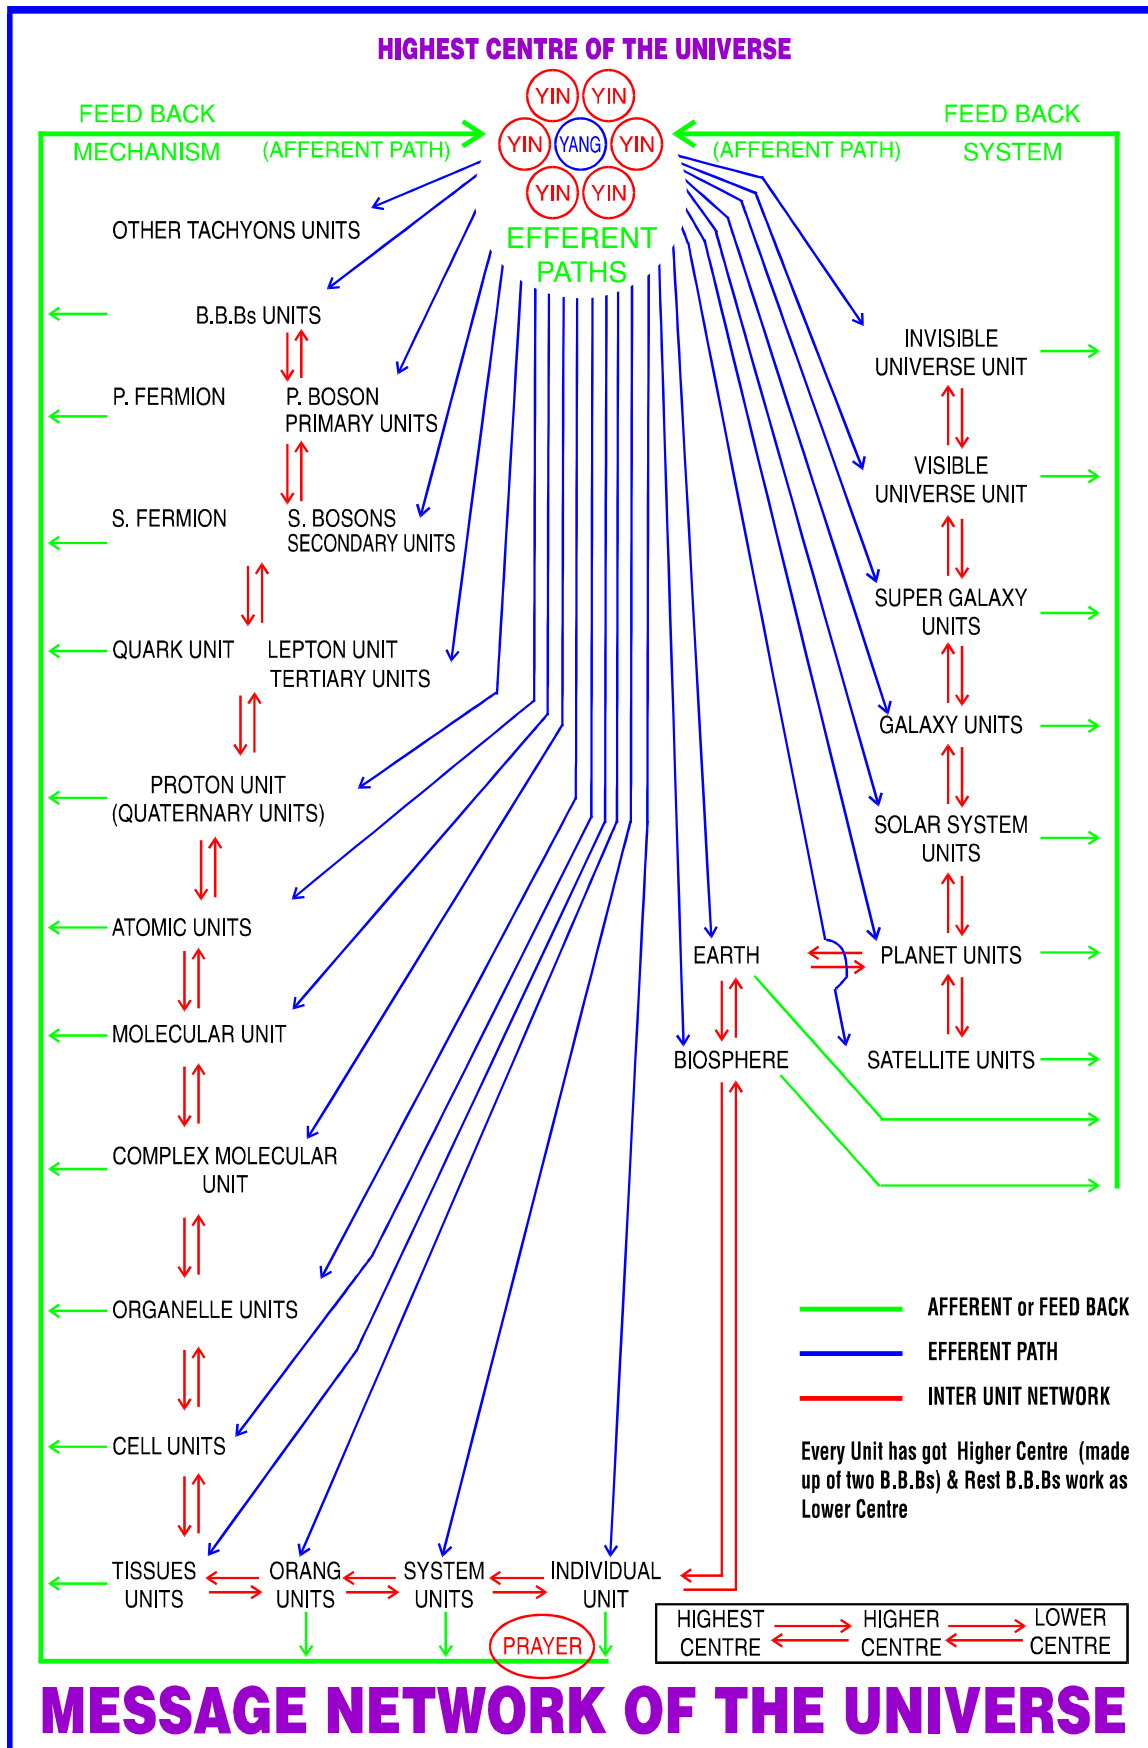 HIGHEST CENTRE OF THE UNIVERSE
YIN YIN
YIN YANG YIN
YIN YIN
FEED BACK
MECHANISM (AFFERENT PATH)
FEED BACK
(AFFERENT PATH) SYSTEM
EFFERENT
PATHS
OTHER TACHYONS UNITS
B.B.Bs UNITS
P. FERMION P. BOSON
PRIMARY UNITS
S. FERMION S. BOSONS
SECONDARY UNITS
QUARK UNIT LEPTON UNIT
TERTIARY UNITS
PROTON UNIT
(QUATERNARY UNITS)
ATOMIC UNITS
MOLECULAR UNIT
COMPLEX MOLECULAR
UNIT
ORGANELLE UNITS
CELL UNITS
TISSUES
UNITS
ORANG
UNITS
SYSTEM
UNITS
INDIVIDUAL
UNIT
PRAYER
INVISIBLE
UNIVERSE UNIT
VISIBLE
UNIVERSE UNIT
SUPER GALAXY
UNITS
GALAXY UNITS
SOLAR SYSTEM
UNITS
EARTH
PLANET UNITS
BIOSPHERE
SATELLITE UNITS
AFFERENT or FEED BACK
EFFERENT PATH
INTER UNIT NETWORK
Every Unit has got Higher Centre (made
up of two B.B.Bs) & Rest B.B.Bs work as
Lower Centre
HIGHEST
CENTRE
HIGHER
CENTRE
LOWER
CENTRE
MESSAGE NETWORK OF THE UNIVERSE